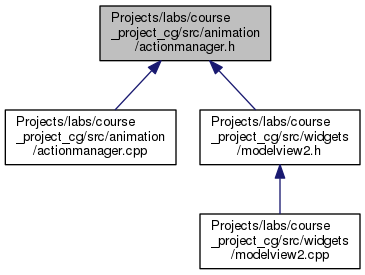 Projects/labs/course
_project_cg/src/animation
/actionmanager.h
Projects/labs/course
_project_cg/src/animation
/actionmanager.cpp
Projects/labs/course
_project_cg/src/widgets
/modelview2.h
Projects/labs/course
_project_cg/src/widgets
/modelview2.cpp